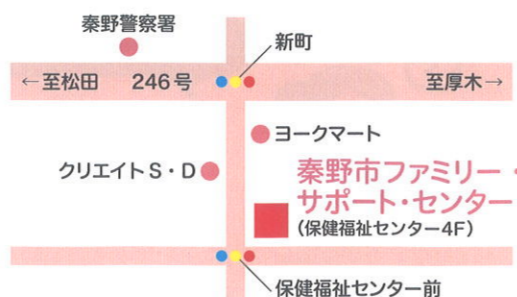 秦野警察署
新町
←至松田 246号
至厚木→
ヨークマート
クリエイトS・D
秦野市ファミリー・
サポート・センター
(保健福祉センター4F)
保健福祉センター前